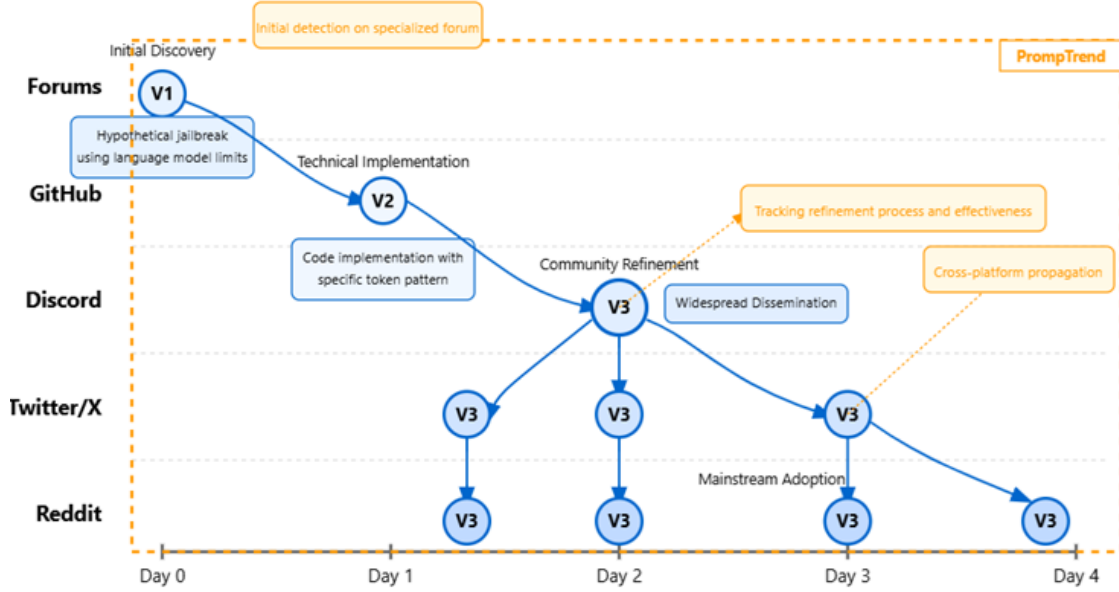 Initial detection on specialized forum
Initial Discovery
PrompTrend
Forums
V1
Hypothetical jailbreak
using language model limits
Technical Implementation
GitHub
V2
Tracking refinement process and effectiveness
Code implementation with
specific token pattern
Community Refinement
Cross-platform propagation
Discord
V3
Widespread Dissemination
Twitter/X
V3
V3
V3
Mainstream Adoption
Reddit
V3
V3
V3
V3
Day 0
Day 1
Day 2
Day 3
Day 4